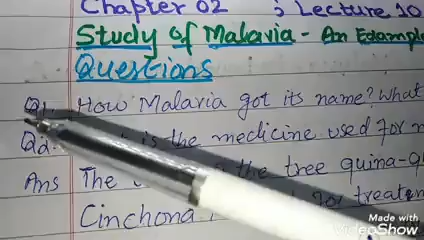 Chapter 02 ; Lecture 10
Study of Malaria - An Example
Questions
Q1. How Malaria got its name? What
Q2. is the medicine used for
Ans The the tree quina-q
Cinchona for treatm
Made with
VideoShow